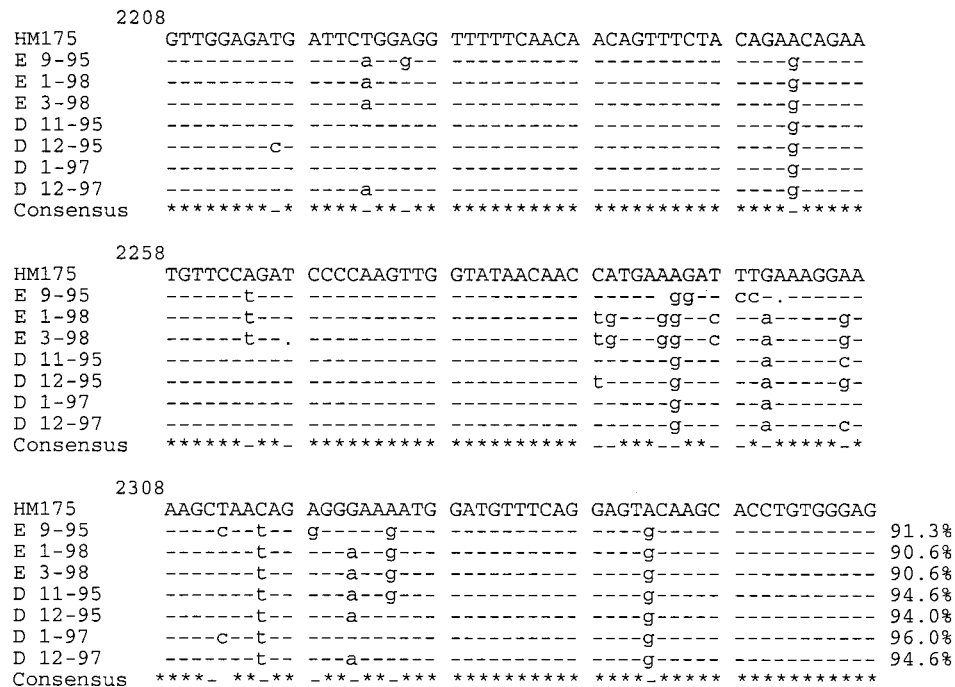 2208
HM175 GTTGGAGATG ATTCTGGAGG TTTTTCAACA ACAGTTTCTA CAGAACAGAA
E 9-95 ---------- ----a--g-- ---------- ---------- ----g-----
E 1-98 ---------- ----a----- ---------- ---------- ----g-----
E 3-98 ---------- ----a----- ---------- ---------- ----g-----
D 11-95 ---------- ---------- ---------- ---------- ----g-----
D 12-95 --------c- ---------- ---------- ---------- ----g-----
D 1-97 ---------- ---------- ---------- ---------- ----g-----
D 12-97 ---------- ----a----- ---------- ---------- ----g-----
Consensus ********_* ****_**_** ********** ********** ****_*****
2258
HM175 TGTTCCAGAT CCCCAAGTTG GTATAACAAC CATGAAAGAT TTGAAAGGAA
E 9-95 ------t--- ---------- ---------- ------gg-- cc-.------
E 1-98 ------t--- ---------- ---------- tg---gg--c --a-----g-
E 3-98 ------t--. ---------- ---------- tg---gg--c --a-----g-
D 11-95 ---------- ---------- ---------- ------g--- --a-----c-
D 12-95 ---------- ---------- ---------- t-----g--- --a-----g-
D 1-97 ---------- ---------- ---------- ------g--- --a-------
D 12-97 ---------- ---------- ---------- ------g--- --a-----c-
Consensus ******_**_ ********** ********** __***__**_ _*_*****_*
2308
HM175 AAGCTAACAG AGGGAAAATG GATGTTTCAG GAGTACAAGC ACCTGTGGGAG
E 9-95 ----c--t-- g-----g--- ---------- ----g----- ----------- 91.3%
E 1-98 -------t-- ---a--g--- ---------- ----g----- ----------- 90.6%
E 3-98 -------t-- ---a--g--- ---------- ----g----- ----------- 90.6%
D 11-95 -------t-- ---a--g--- ---------- ----g----- ----------- 94.6%
D 12-95 -------t-- ---a------ ---------- ----g----- ----------- 94.0%
D 1-97 ----c--t-- ---------- ---------- ----g----- ----------- 96.0%
D 12-97 -------t-- ---a------ ---------- ----g----- ----------- 94.6%
Consensus ****_ **_** _**_**_*** ********** ****_***** ***********